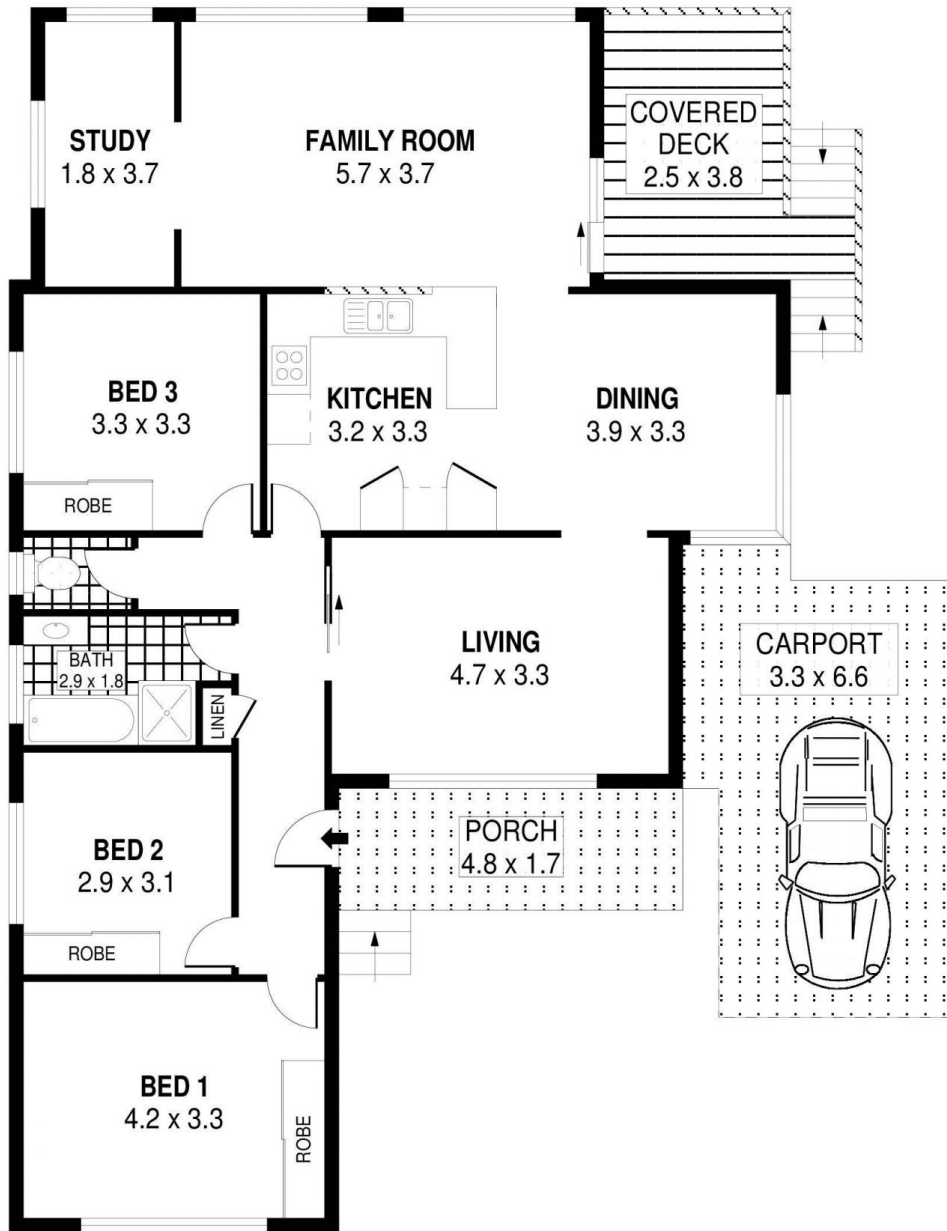 STUDY
1.8 x 3.7
FAMILY ROOM
5.7 x 3.7
COVERED
DECK
2.5 x 3.8
BED 3
3.3 x 3.3
ROBE
KITCHEN
3.2 x 3.3
DINING
3.9 x 3.3
BATH
2.9 x 1.8
LINEN
LIVING
4.7 x 3.3
CARPORT
3.3 x 6.6
BED 2
2.9 x 3.1
ROBE
PORCH
4.8 x 1.7
BED 1
4.2 x 3.3
ROBE